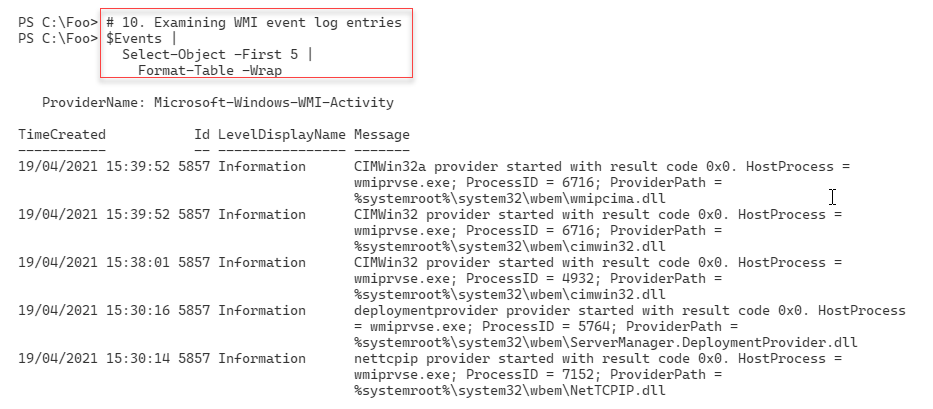 PS C:\Foo> # 10. Examining WMI event log entries
PS C:\Foo> $Events |
Select-Object -First 5 |
Format-Table -Wrap
ProviderName: Microsoft-Windows-WMI-Activity
TimeCreated Id LevelDisplayName Message
----------- -- ---------------- -------
19/04/2021 15:39:52 5857 Information CIMWin32a provider started with result code 0x0. HostProcess =
wmiprvse.exe; ProcessID = 6716; ProviderPath =
%systemroot%\system32\wbem\wmipcima.dll
19/04/2021 15:39:52 5857 Information CIMWin32 provider started with result code 0x0. HostProcess =
wmiprvse.exe; ProcessID = 6716; ProviderPath =
%systemroot%\system32\wbem\cimwin32.dll
19/04/2021 15:38:01 5857 Information CIMWin32 provider started with result code 0x0. HostProcess =
wmiprvse.exe; ProcessID = 4932; ProviderPath =
%systemroot%\system32\wbem\cimwin32.dll
19/04/2021 15:30:16 5857 Information deploymentprovider provider started with result code 0x0. HostProcess
= wmiprvse.exe; ProcessID = 5764; ProviderPath =
%systemroot%\system32\wbem\ServerManager.DeploymentProvider.dll
19/04/2021 15:30:14 5857 Information nettcpip provider started with result code 0x0. HostProcess =
wmiprvse.exe; ProcessID = 7152; ProviderPath =
%systemroot%\system32\wbem\NetTCPIP.dll